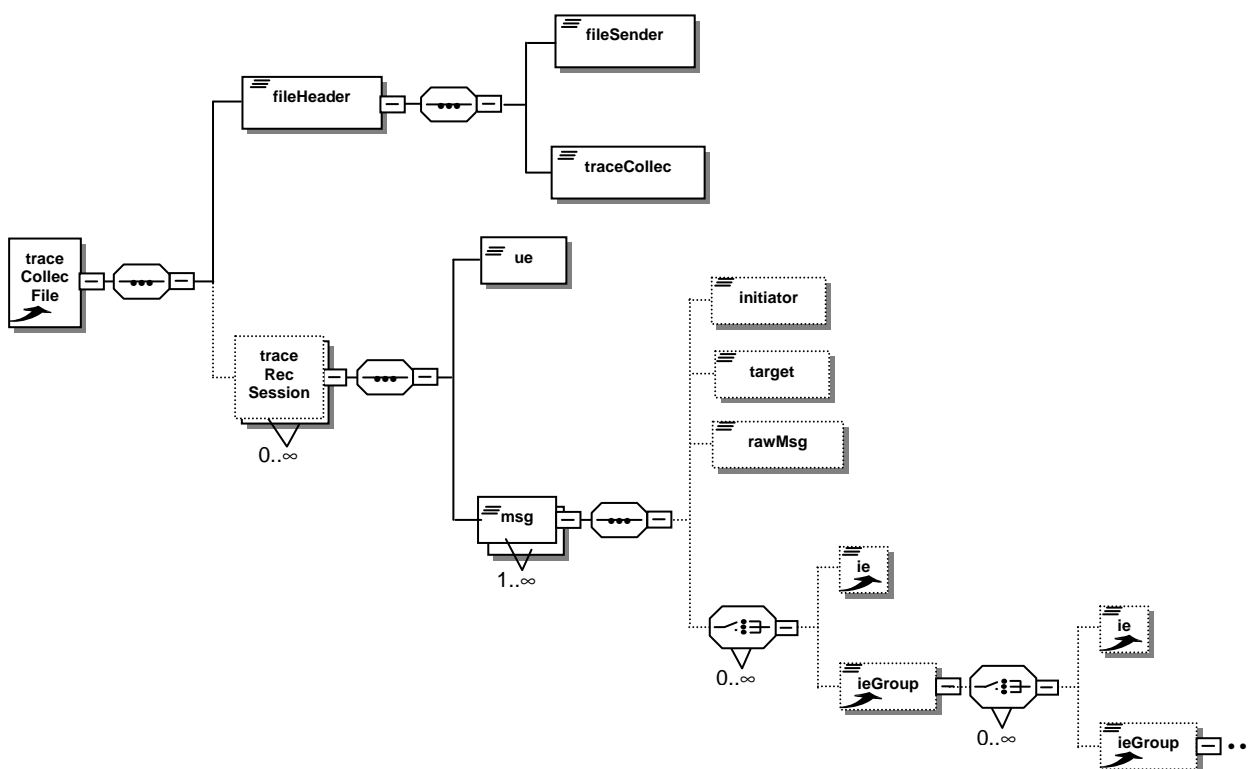 fileSender
fileHeader
traceCollec
trace
Collec
File
ue
initiator
trace
Rec
Session
target
rawMsg
0..∞
msg
1..∞
ie
ie
0..∞
ieGroup
0..∞
ieGroup